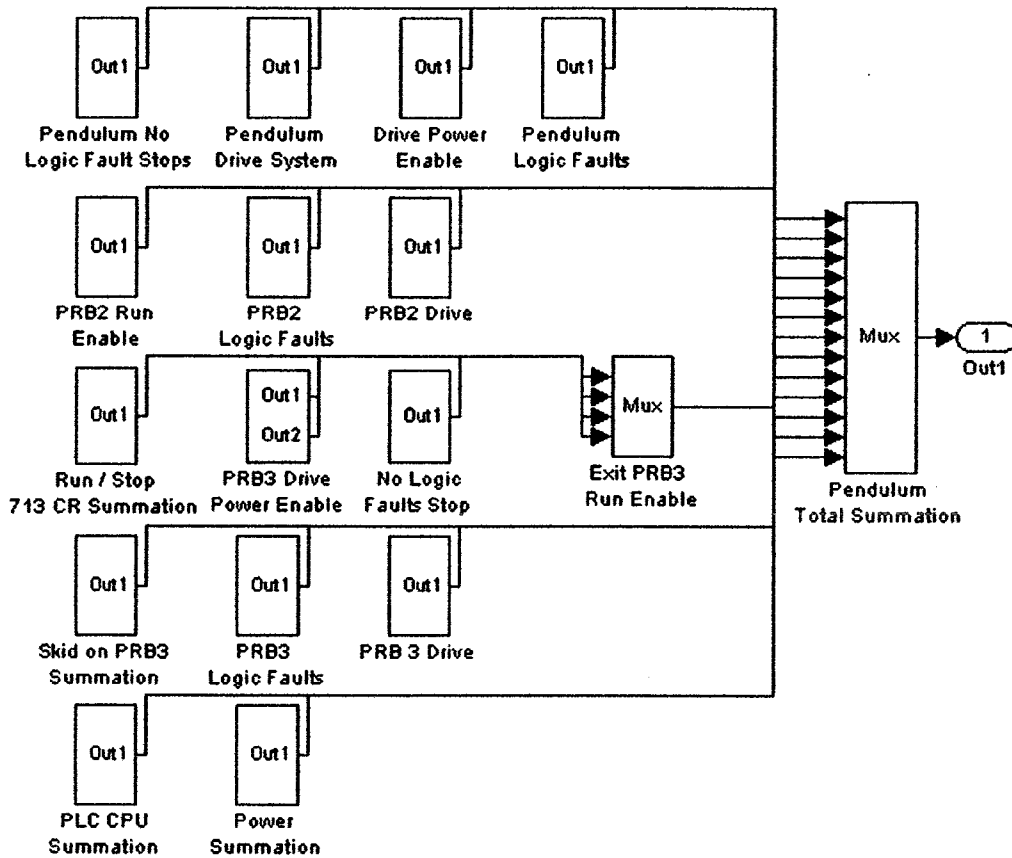 Out1 Out1 Out1 Out1
Pendulum No Pendulum Drive Power Pendulum
Logic Fault Stops Drive System Enable Logic Faults
Out1 Out1 Out1
PRB2 Run PRB2 PRB2 Drive
Enable Logic Faults
Mux 1
Out1
Out1 Out1 Out1 Mux
Out2
Run / Stop PRB3 Drive No Logic Exit PRB3
713 CR Summation Power Enable Faults Stop Run Enable
Pendulum
Total Summation
Out1 Out1 Out1
Skid on PRB3 PRB3 PRB 3 Drive
Summation Logic Faults
Out1 Out1
PLC CPU Power
Summation Summation